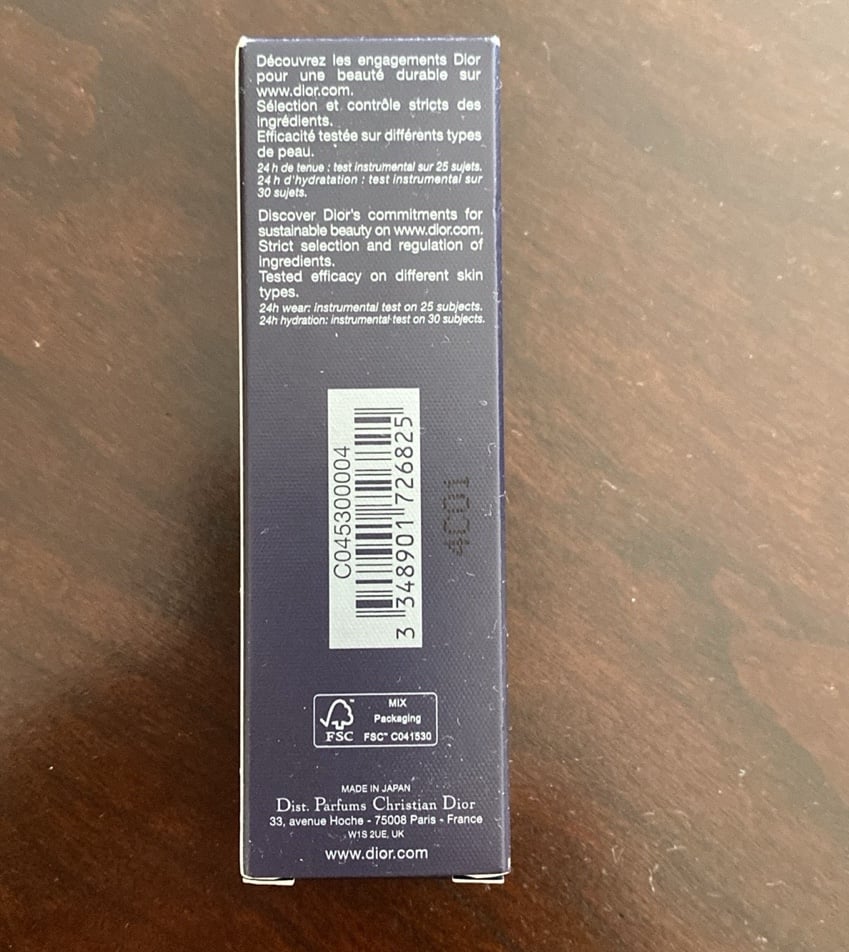 Découvrez les engagements Dior
pour une beauté durable sur
www.dior.com.
Sélection et contrôle stricts des
ingrédients.
Efficacité testée sur différents types
de peau.
24 h de tenue : test instrumental sur 25 sujets.
24 h d'hydratation : test instrumental sur
30 sujets.
Discover Dior's commitments for
sustainable beauty on www.dior.com.
Strict selection and regulation of
ingredients.
Tested efficacy on different skin
types.
24h wear: instrumental test on 25 subjects.
24h hydration: instrumental test on 30 subjects.
C045300004
3 348901 726825
4001
MIX
Packaging
FSC™ C041530
FSC
MADE IN JAPAN
Dist. Parfums Christian Dior
33, avenue Hoche - 75008 Paris - France
W1S 2UE, UK
www.dior.com